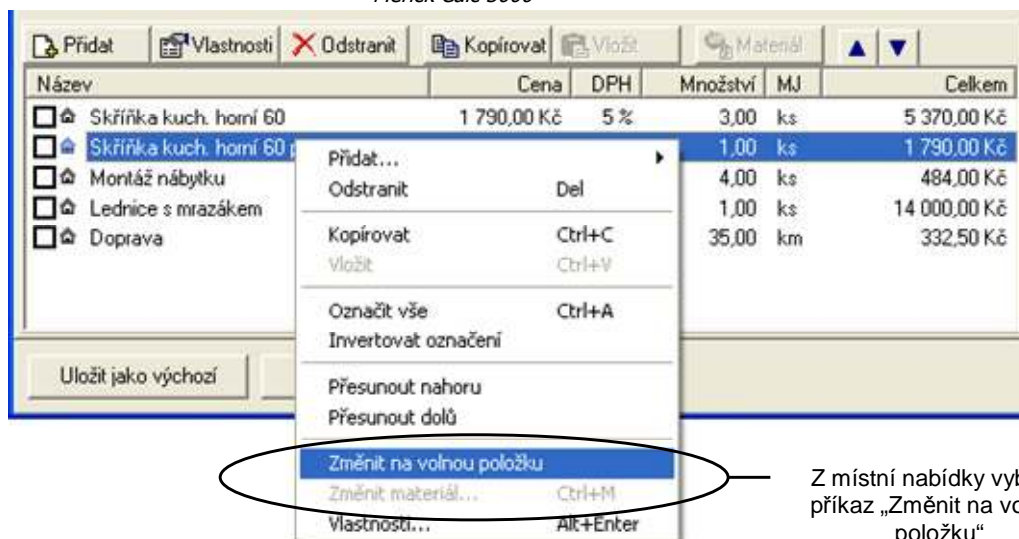 Přidat Vlastnosti Odstranit Kopírovat Vložit Materiál
Název Cena DPH Množství MJ Celkem
Skříňka kuch. horní 60 1 790,00 Kč 5 % 3,00 ks 5 370,00 Kč
Skříňka kuch. horní 60 1,00 ks 1 790,00 Kč
Montáž nábytku 4,00 ks 484,00 Kč
Lednice s mrazákem 1,00 ks 14 000,00 Kč
Doprava 35,00 km 332,50 Kč
Přidat...
Odstranit Del
Kopírovat Ctrl+C
Vložit Ctrl+V
Označit vše Ctrl+A
Invertovat označení
Přesunout nahoru
Přesunout dolů
Změnit na volnou položku
Změnit materiál... Ctrl+M
Vlastnosti... Alt+Enter
Uložit jako výchozí
Z místní nabídky
příkaz „Změnit na
položku“